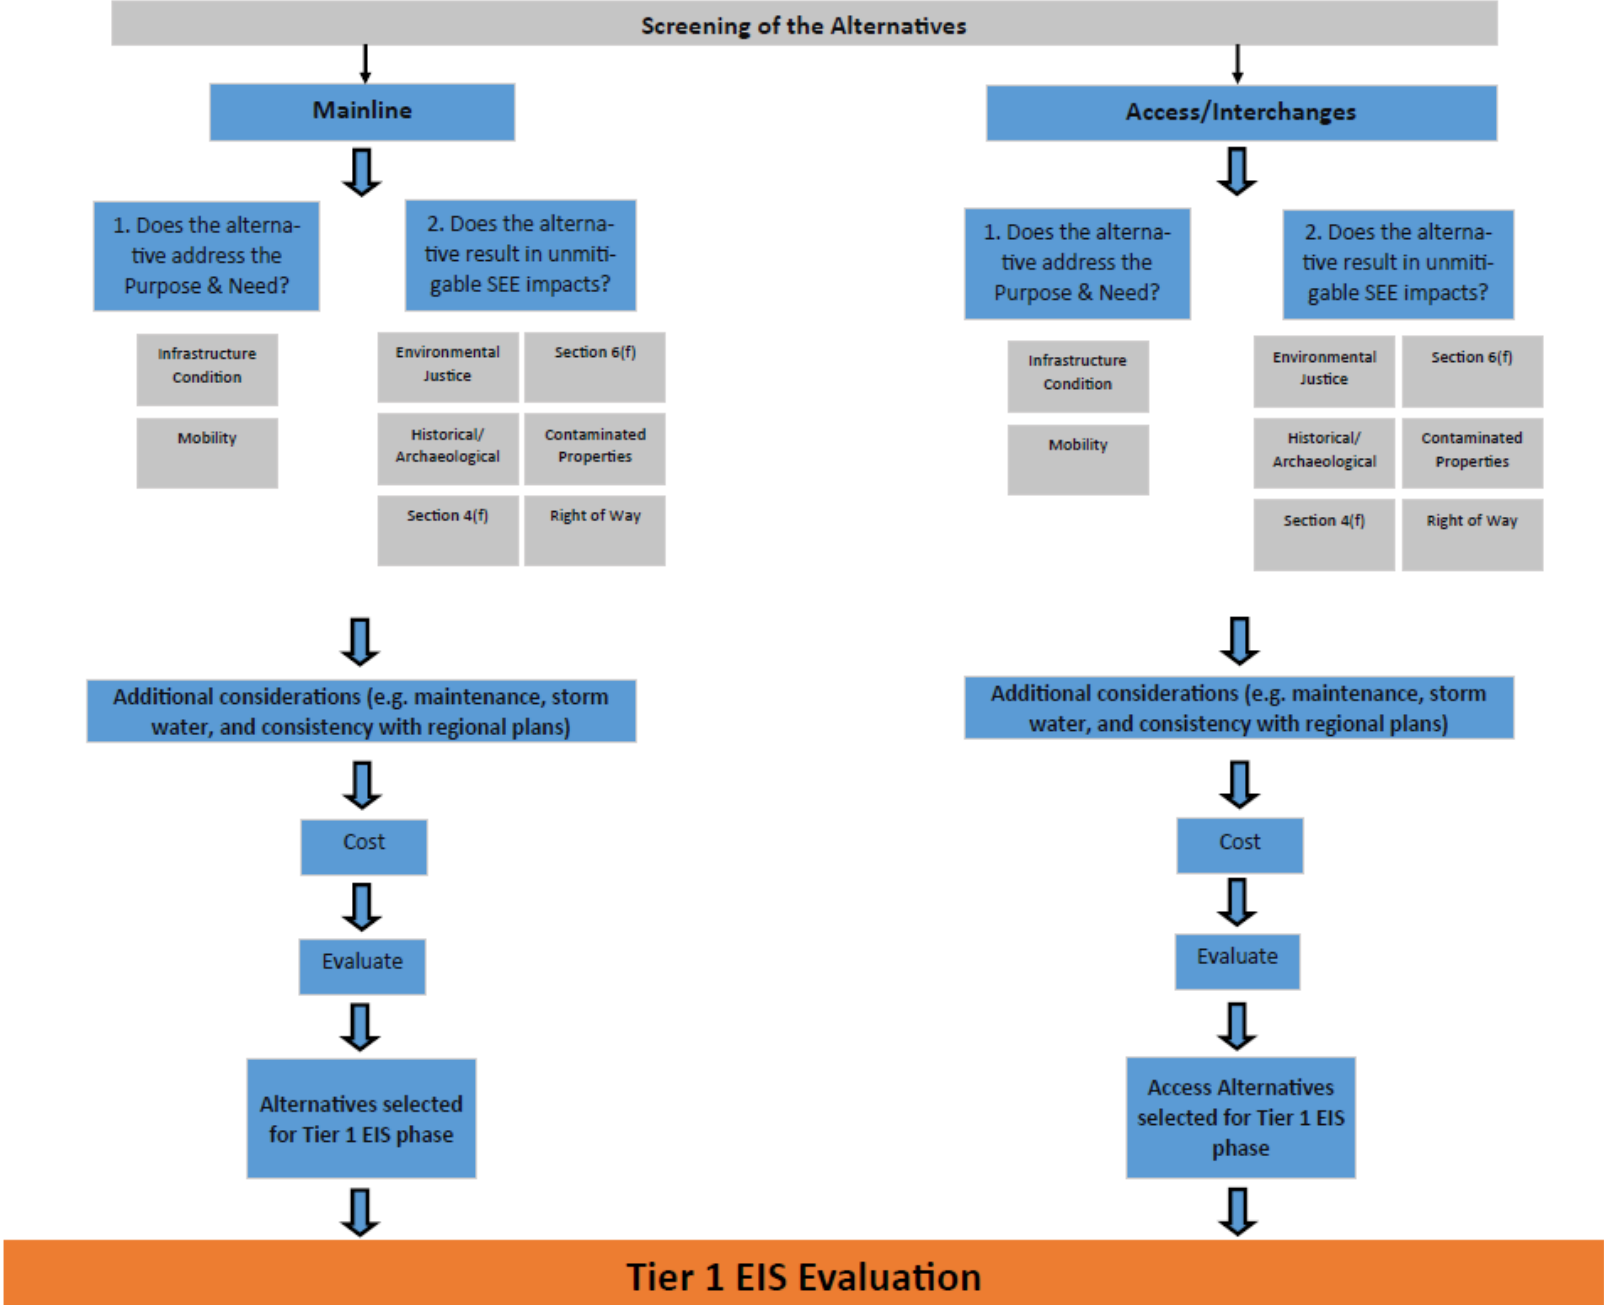 Screening of the Alternatives
Mainline
1. Does the alterna-
tive address the
Purpose & Need?
2. Does the alterna-
tive result in unmiti-
gable SEE impacts?
Infrastructure
Condition
Mobility
Environmental
Justice
Section 6(f)
Historical/
Archaeological
Contaminated
Properties
Section 4(f)
Right of Way
Additional considerations (e.g. maintenance, storm
water, and consistency with regional plans)
Cost
Evaluate
Alternatives selected
for Tier 1 EIS phase
Access/Interchanges
1. Does the alterna-
tive address the
Purpose & Need?
2. Does the alterna-
tive result in unmiti-
gable SEE impacts?
Infrastructure
Condition
Mobility
Environmental
Justice
Section 6(f)
Historical/
Archaeological
Contaminated
Properties
Section 4(f)
Right of Way
Additional considerations (e.g. maintenance, storm
water, and consistency with regional plans)
Cost
Evaluate
Access Alternatives
selected for Tier 1 EIS
phase
Tier 1 EIS Evaluation